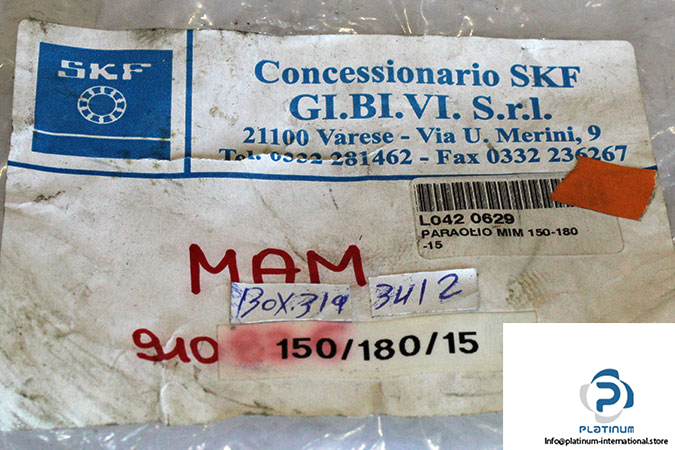 SKF
Concessionario SKF
GI.BI.VI. S.r.l.
21100 Varese - Via U. Merini, 9
Tel. 0332 281462 - Fax 0332 236267
L042 0629
PARAOLIO MIM 150-180
-15
MAM
BOX.319 3412
910 150/180/15
PLATINUM
Info@platinum-international.store